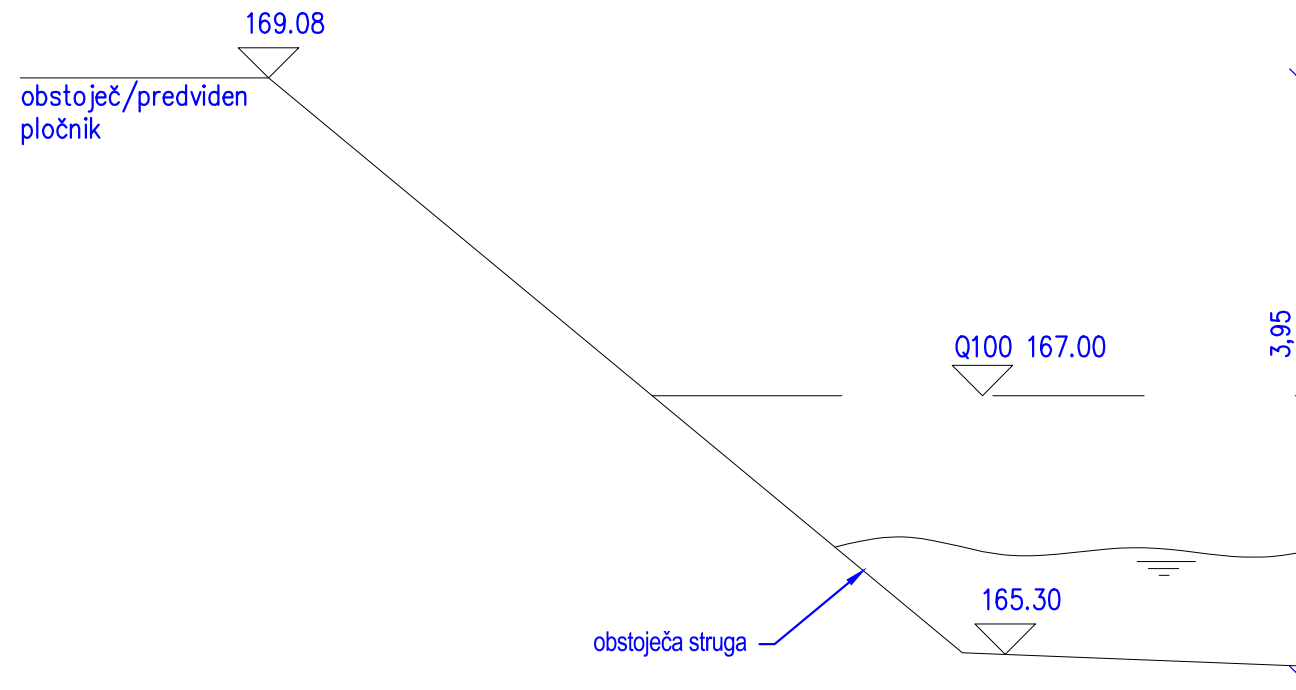 169.08
obstoječ/predviden
pločnik
3,95
Q100 167.00
165.30
obstoječa struga